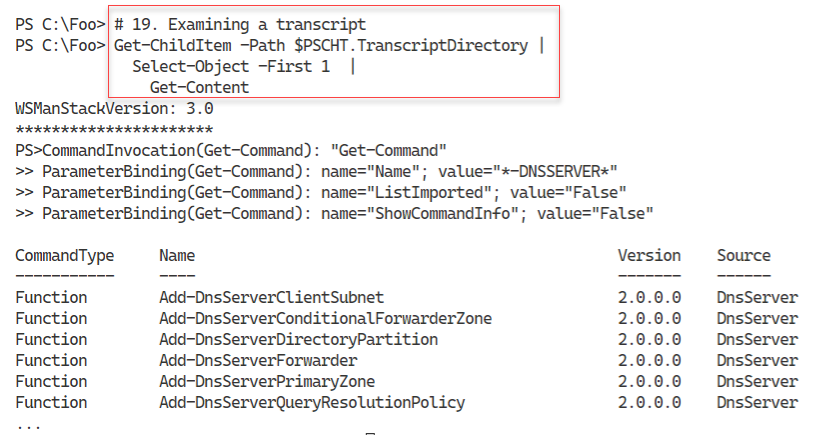 PS C:\Foo> # 19. Examining a transcript
PS C:\Foo> Get-ChildItem -Path $PSCHT.TranscriptDirectory |
Select-Object -First 1 |
Get-Content
WSManStackVersion: 3.0
**********************
PS>CommandInvocation(Get-Command): "Get-Command"
>> ParameterBinding(Get-Command): name="Name"; value="*-DNSSERVER*"
>> ParameterBinding(Get-Command): name="ListImported"; value="False"
>> ParameterBinding(Get-Command): name="ShowCommandInfo"; value="False"
CommandType Name Version Source
----------- ---- ------- ------
Function Add-DnsServerClientSubnet 2.0.0.0 DnsServer
Function Add-DnsServerConditionalForwarderZone 2.0.0.0 DnsServer
Function Add-DnsServerDirectoryPartition 2.0.0.0 DnsServer
Function Add-DnsServerForwarder 2.0.0.0 DnsServer
Function Add-DnsServerPrimaryZone 2.0.0.0 DnsServer
Function Add-DnsServerQueryResolutionPolicy 2.0.0.0 DnsServer
...